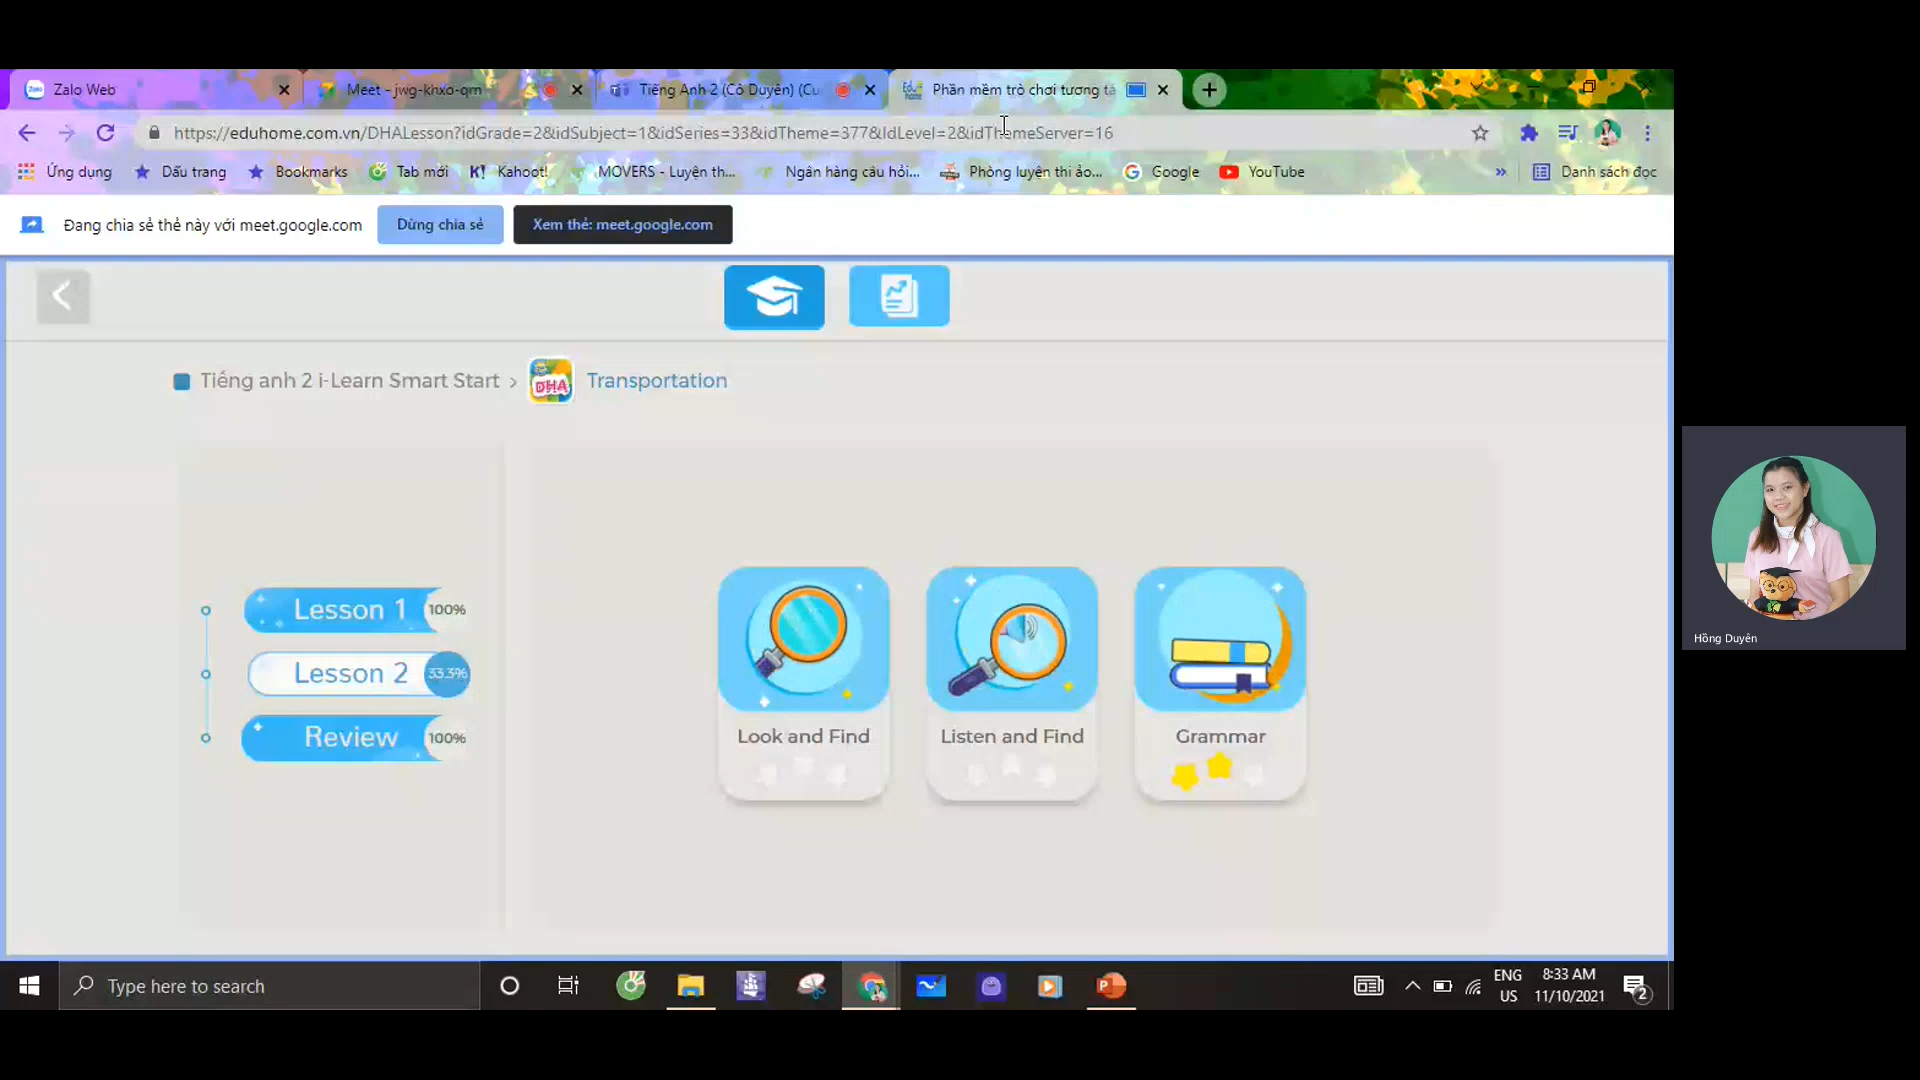 Zalo Web
Meet - jwg-khxo-qm
Tiếng Anh 2 (Cô Duyên) (Cu
Phần mềm trò chơi tương tá
https://eduhome.com.vn/DHALesson?idGrade=2&idSubject=1&idSeries=33&idTheme=377&IdLevel=2&idThemeServer=16
Ứng dụng
Dấu trang
Bookmarks
Tab mới
K! Kahoot!
MOVERS - Luyện th...
Ngân hàng câu hỏi...
Phòng luyện thi ảo...
Google
YouTube
»
Danh sách đọc
Đang chia sẻ thẻ này với meet.google.com
Dừng chia sẻ
Xem thẻ: meet.google.com
Tiếng anh 2 i-Learn Smart Start >
DHA
Transportation
Lesson 1
100%
Lesson 2
33.3%
Review
100%
Look and Find
Listen and Find
Grammar
Hồng Duyên
Type here to search
ENG
US
8:33 AM
11/10/2021
2